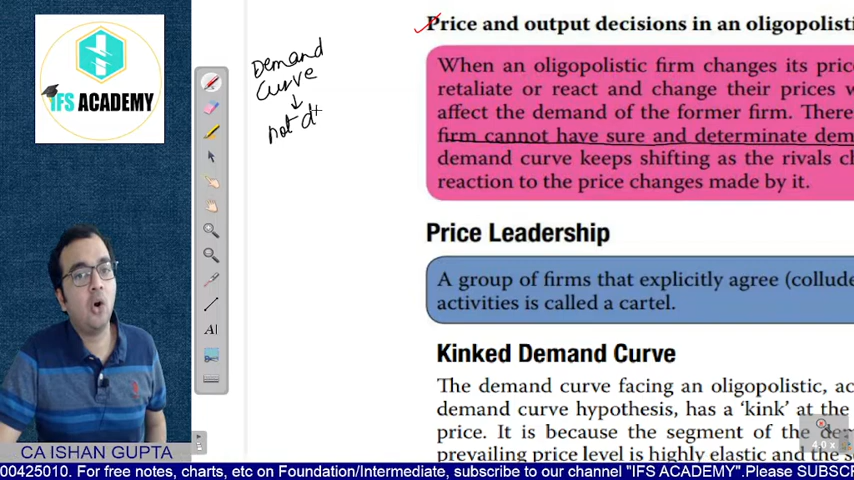 IFS ACADEMY
Demand
Curve
↓
not d
Price and output decisions in an oligopolisti
When an oligopolistic firm changes its pric
retaliate or react and change their prices w
affect the demand of the former firm. There
firm cannot have sure and determinate dem
demand curve keeps shifting as the rivals ch
reaction to the price changes made by it.
Price Leadership
A group of firms that explicitly agree (collude
activities is called a cartel.
Kinked Demand Curve
The demand curve facing an oligopolistic, ac
demand curve hypothesis, has a 'kink' at the
price. It is because the segment of the de
prevailing price level is highly elastic and the s
A
4.0 x
CA ISHAN GUPTA
00425010. For free notes, charts, etc on Foundation/Intermediate, subscribe to our channel "IFS ACADEMY".Please SUBSCR